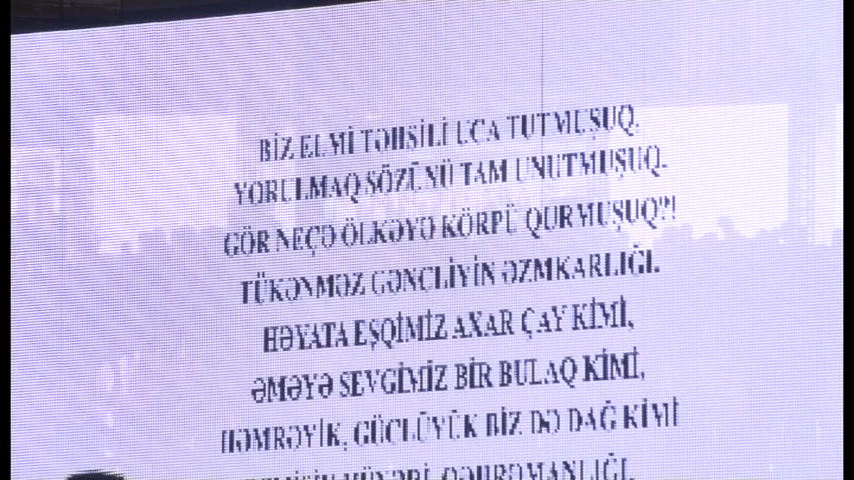 BİZ ELMİ TƏHSİLİ UCA TUTMUŞUQ.
YORULMAQ SÖZÜNÜ TAM UNUTMUŞUQ.
GÖR NEÇƏ ÖLKƏYƏ KÖRPÜ QURMUŞUQ?!
TÜKƏNMƏZ GƏNCLİYİN ƏZMKARLIĞI.
HƏYATA EŞQİMİZ AXAR ÇAY KİMİ,
ƏMƏYƏ SEVGİMİZ BİR BULAQ KİMİ,
HƏMRƏYİK, GÜCLÜYÜK BİZ DƏ DAĞ KİMİ
QƏHRƏMANLIĞI.